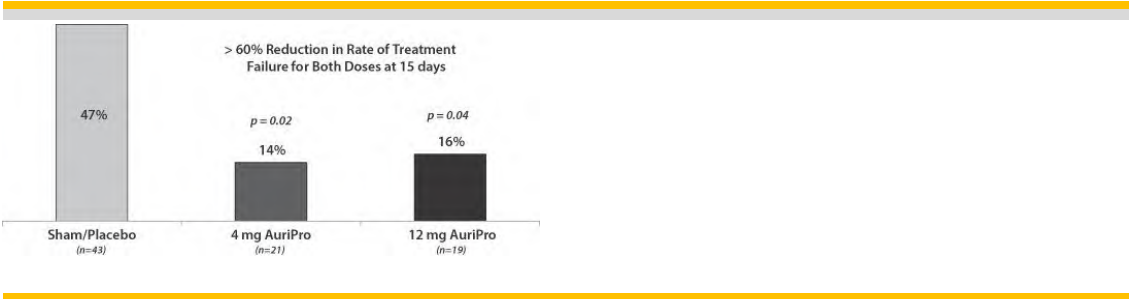 > 60% Reduction in Rate of Treatment
Failure for Both Doses at 15 days
47%
p = 0.02
14%
p = 0.04
16%
Sham/Placebo
(n=43)
4 mg AuriPro
(n=21)
12 mg AuriPro
(n=19)